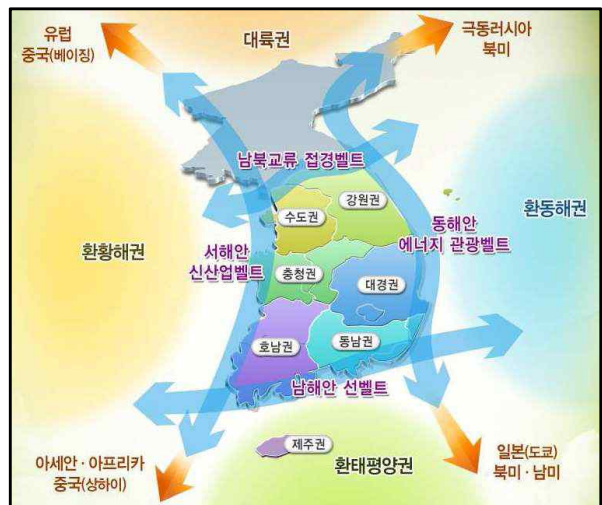 유럽
중국(베이징)
대륙권
극동러시아
북미
남북교류 접경벨트
수도권
강원권
환동해권
동해안
에너지 관광벨트
환황해권
서해안
신산업벨트
충청권
대경권
호남권
동남권
남해안 선벨트
제주권
환태평양권
아세안·아프리카
중국(상하이)
일본(도쿄)
북미·남미